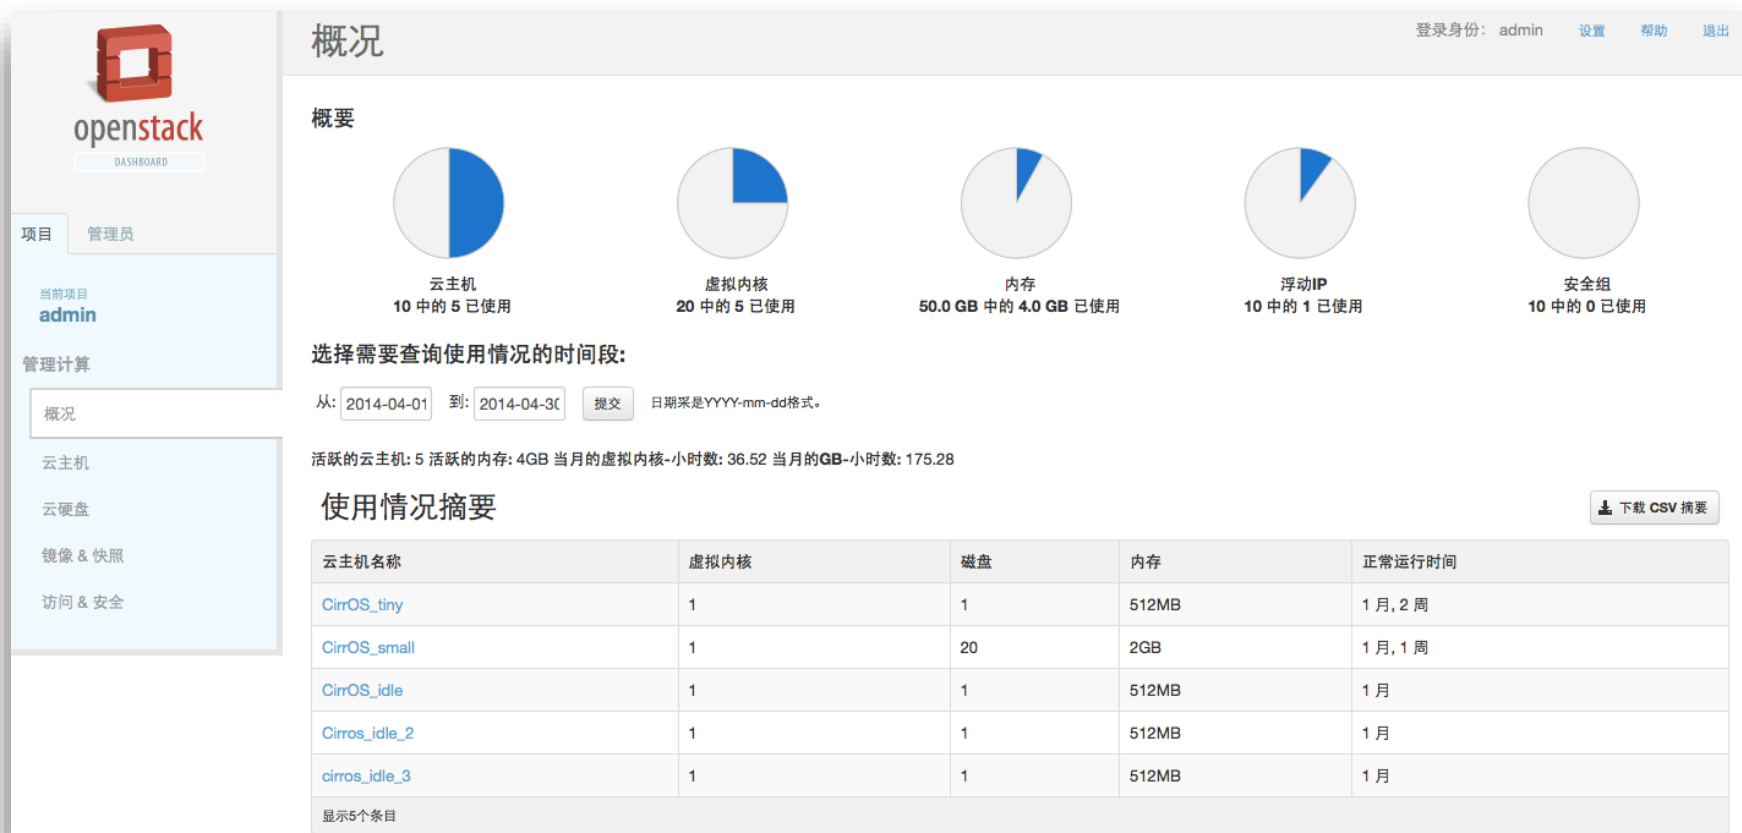 openstack
DASHBOARD
项目 管理员
当前项目
admin
管理计算
概况
云主机
云硬盘
镜像 & 快照
访问 & 安全
概况
登录身份: admin 设置 帮助 退出
概要
云主机
10 中的 5 已使用
虚拟内核
20 中的 5 已使用
内存
50.0 GB 中的 4.0 GB 已使用
浮动IP
10 中的 1 已使用
安全组
10 中的 0 已使用
选择需要查询使用情况的时间段:
从: 2014-04-01 到: 2014-04-30 提交 日期采是YYYY-mm-dd格式。
活跃的云主机: 5 活跃的内存: 4GB 当月的虚拟内核-小时数: 36.52 当月的GB-小时数: 175.28
使用情况摘要
下载 CSV 摘要
云主机名称 虚拟内核 磁盘 内存 正常运行时间
CirrOS_tiny 1 1 512MB 1 月, 2 周
CirrOS_small 1 20 2GB 1 月, 1 周
CirrOS_idle 1 1 512MB 1 月
Cirros_idle_2 1 1 512MB 1 月
cirros_idle_3 1 1 512MB 1 月
显示5个条目